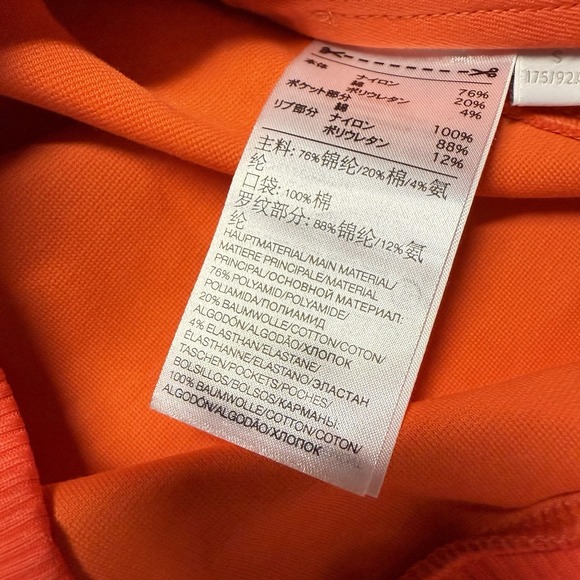 S
175/92A
本体
ナイロン 76%
綿 20%
ポリウレタン 4%
ポケット部分
綿 100%
リブ部分
ナイロン 88%
ポリウレタン 12%
主料: 76%锦纶/20%棉/4%氨
纶
口袋: 100%棉
罗纹部分: 88%锦纶/12%氨
纶
HAUPTMATERIAL/MAIN MATERIAL/
MATIERE PRINCIPALE/MATERIAL
PRINCIPAL/ОСНОВНОЙ МАТЕРИАЛ:
76% POLYAMID/POLYAMIDE/
POLIAMIDA/ПОЛИАМИД
20% BAUMWOLLE/COTTON/COTON/
ALGODÓN/ALGODÃO/ХЛОПОК
4% ELASTHAN/ELASTANE/
ÉLASTHANNE/ELASTANO/ЭЛАСТАН
TASCHEN/POCKETS/POCHES/
BOLSILLOS/BOLSOS/КАРМАНЫ:
100% BAUMWOLLE/COTTON/COTON/
ALGODÓN/ALGODÃO/ХЛОПОК